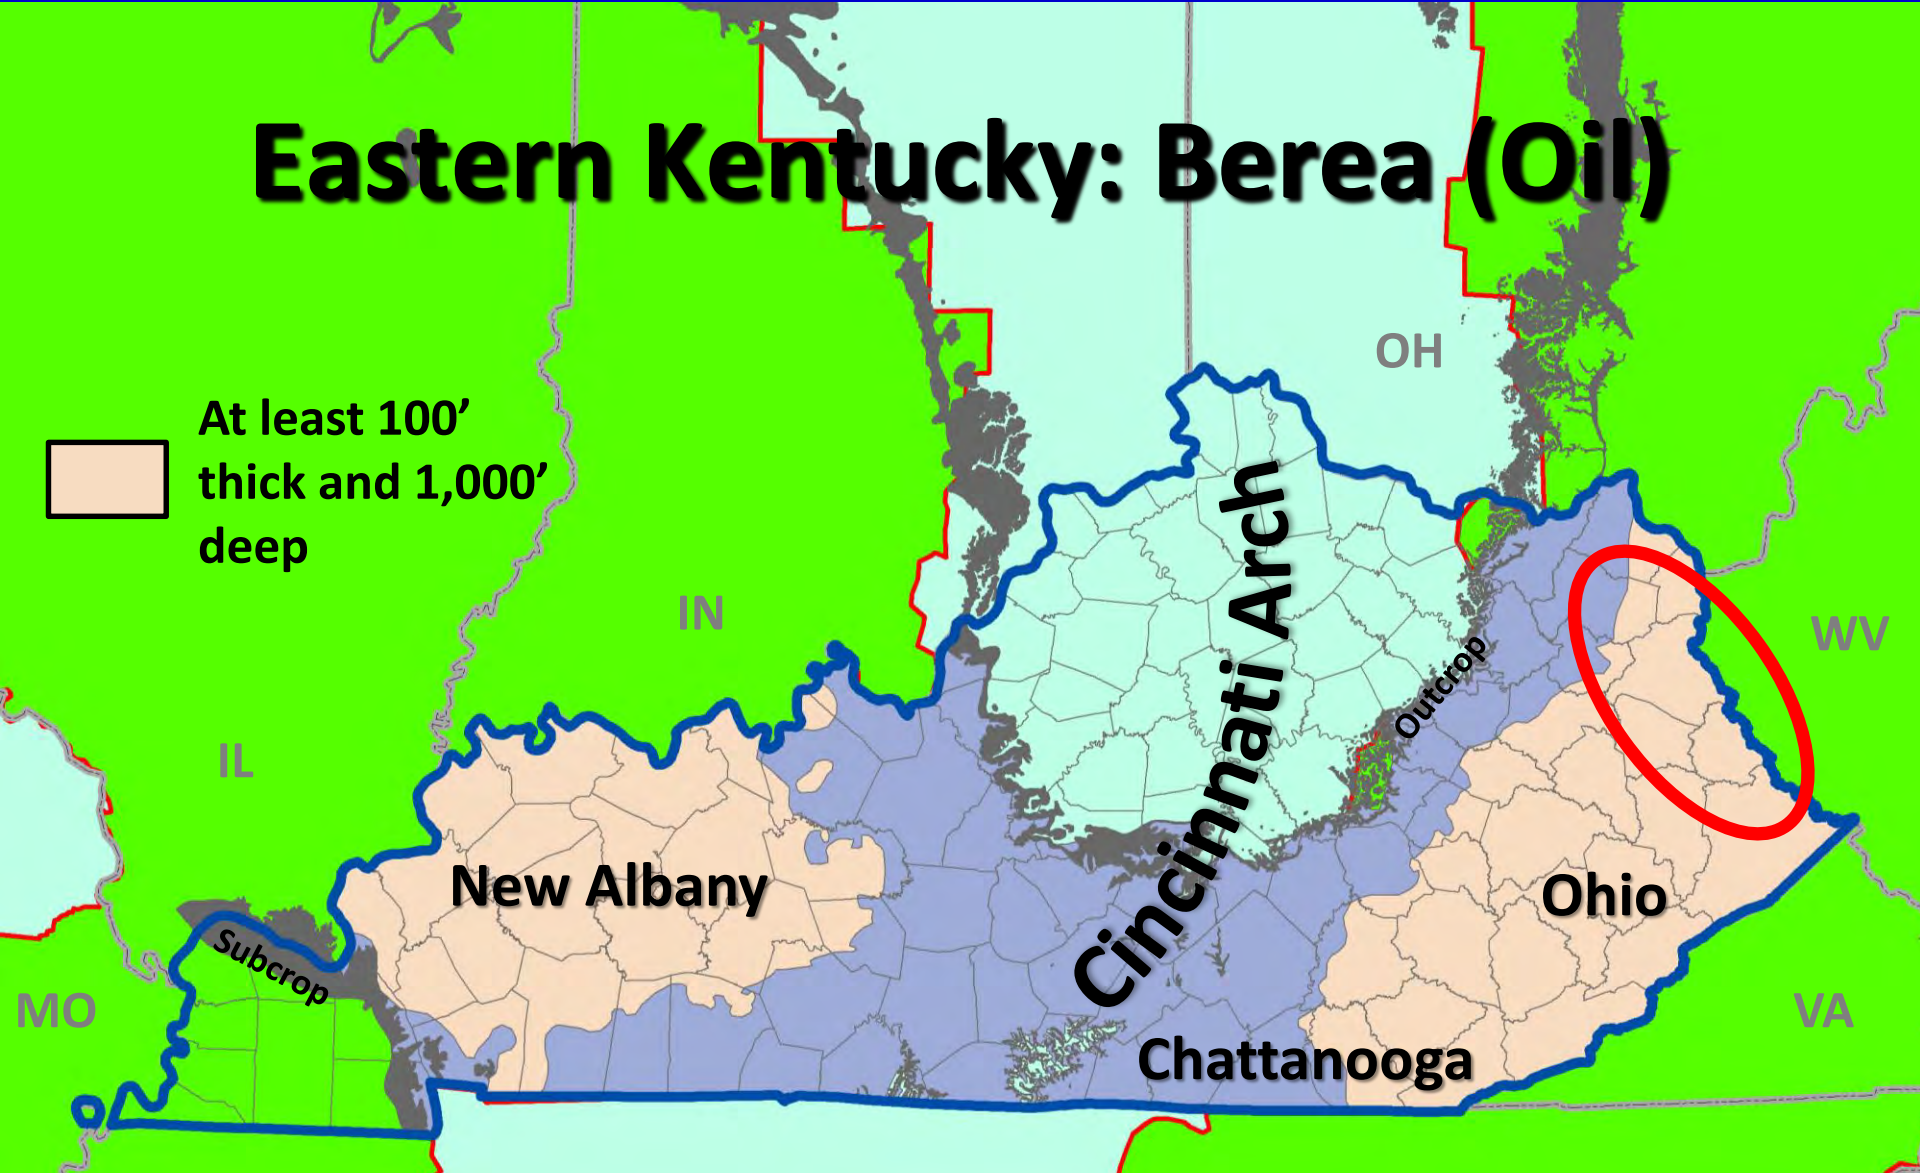 Eastern Kentucky: Berea (Oil)
OH
At least 100’
thick and 1,000’
deep
IN
WV
Cincinnati Arch
Outcrop
IL
New Albany
Ohio
Subcrop
MO
VA
Chattanooga